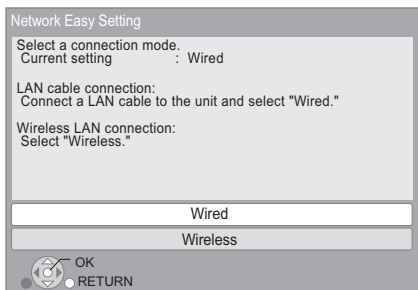 Network Easy Setting
Select a connection mode.
Current setting : Wired
LAN cable connection:
Connect a LAN cable to the unit and select "Wired."
Wireless LAN connection:
Select "Wireless."
Wired
Wireless
OK
RETURN